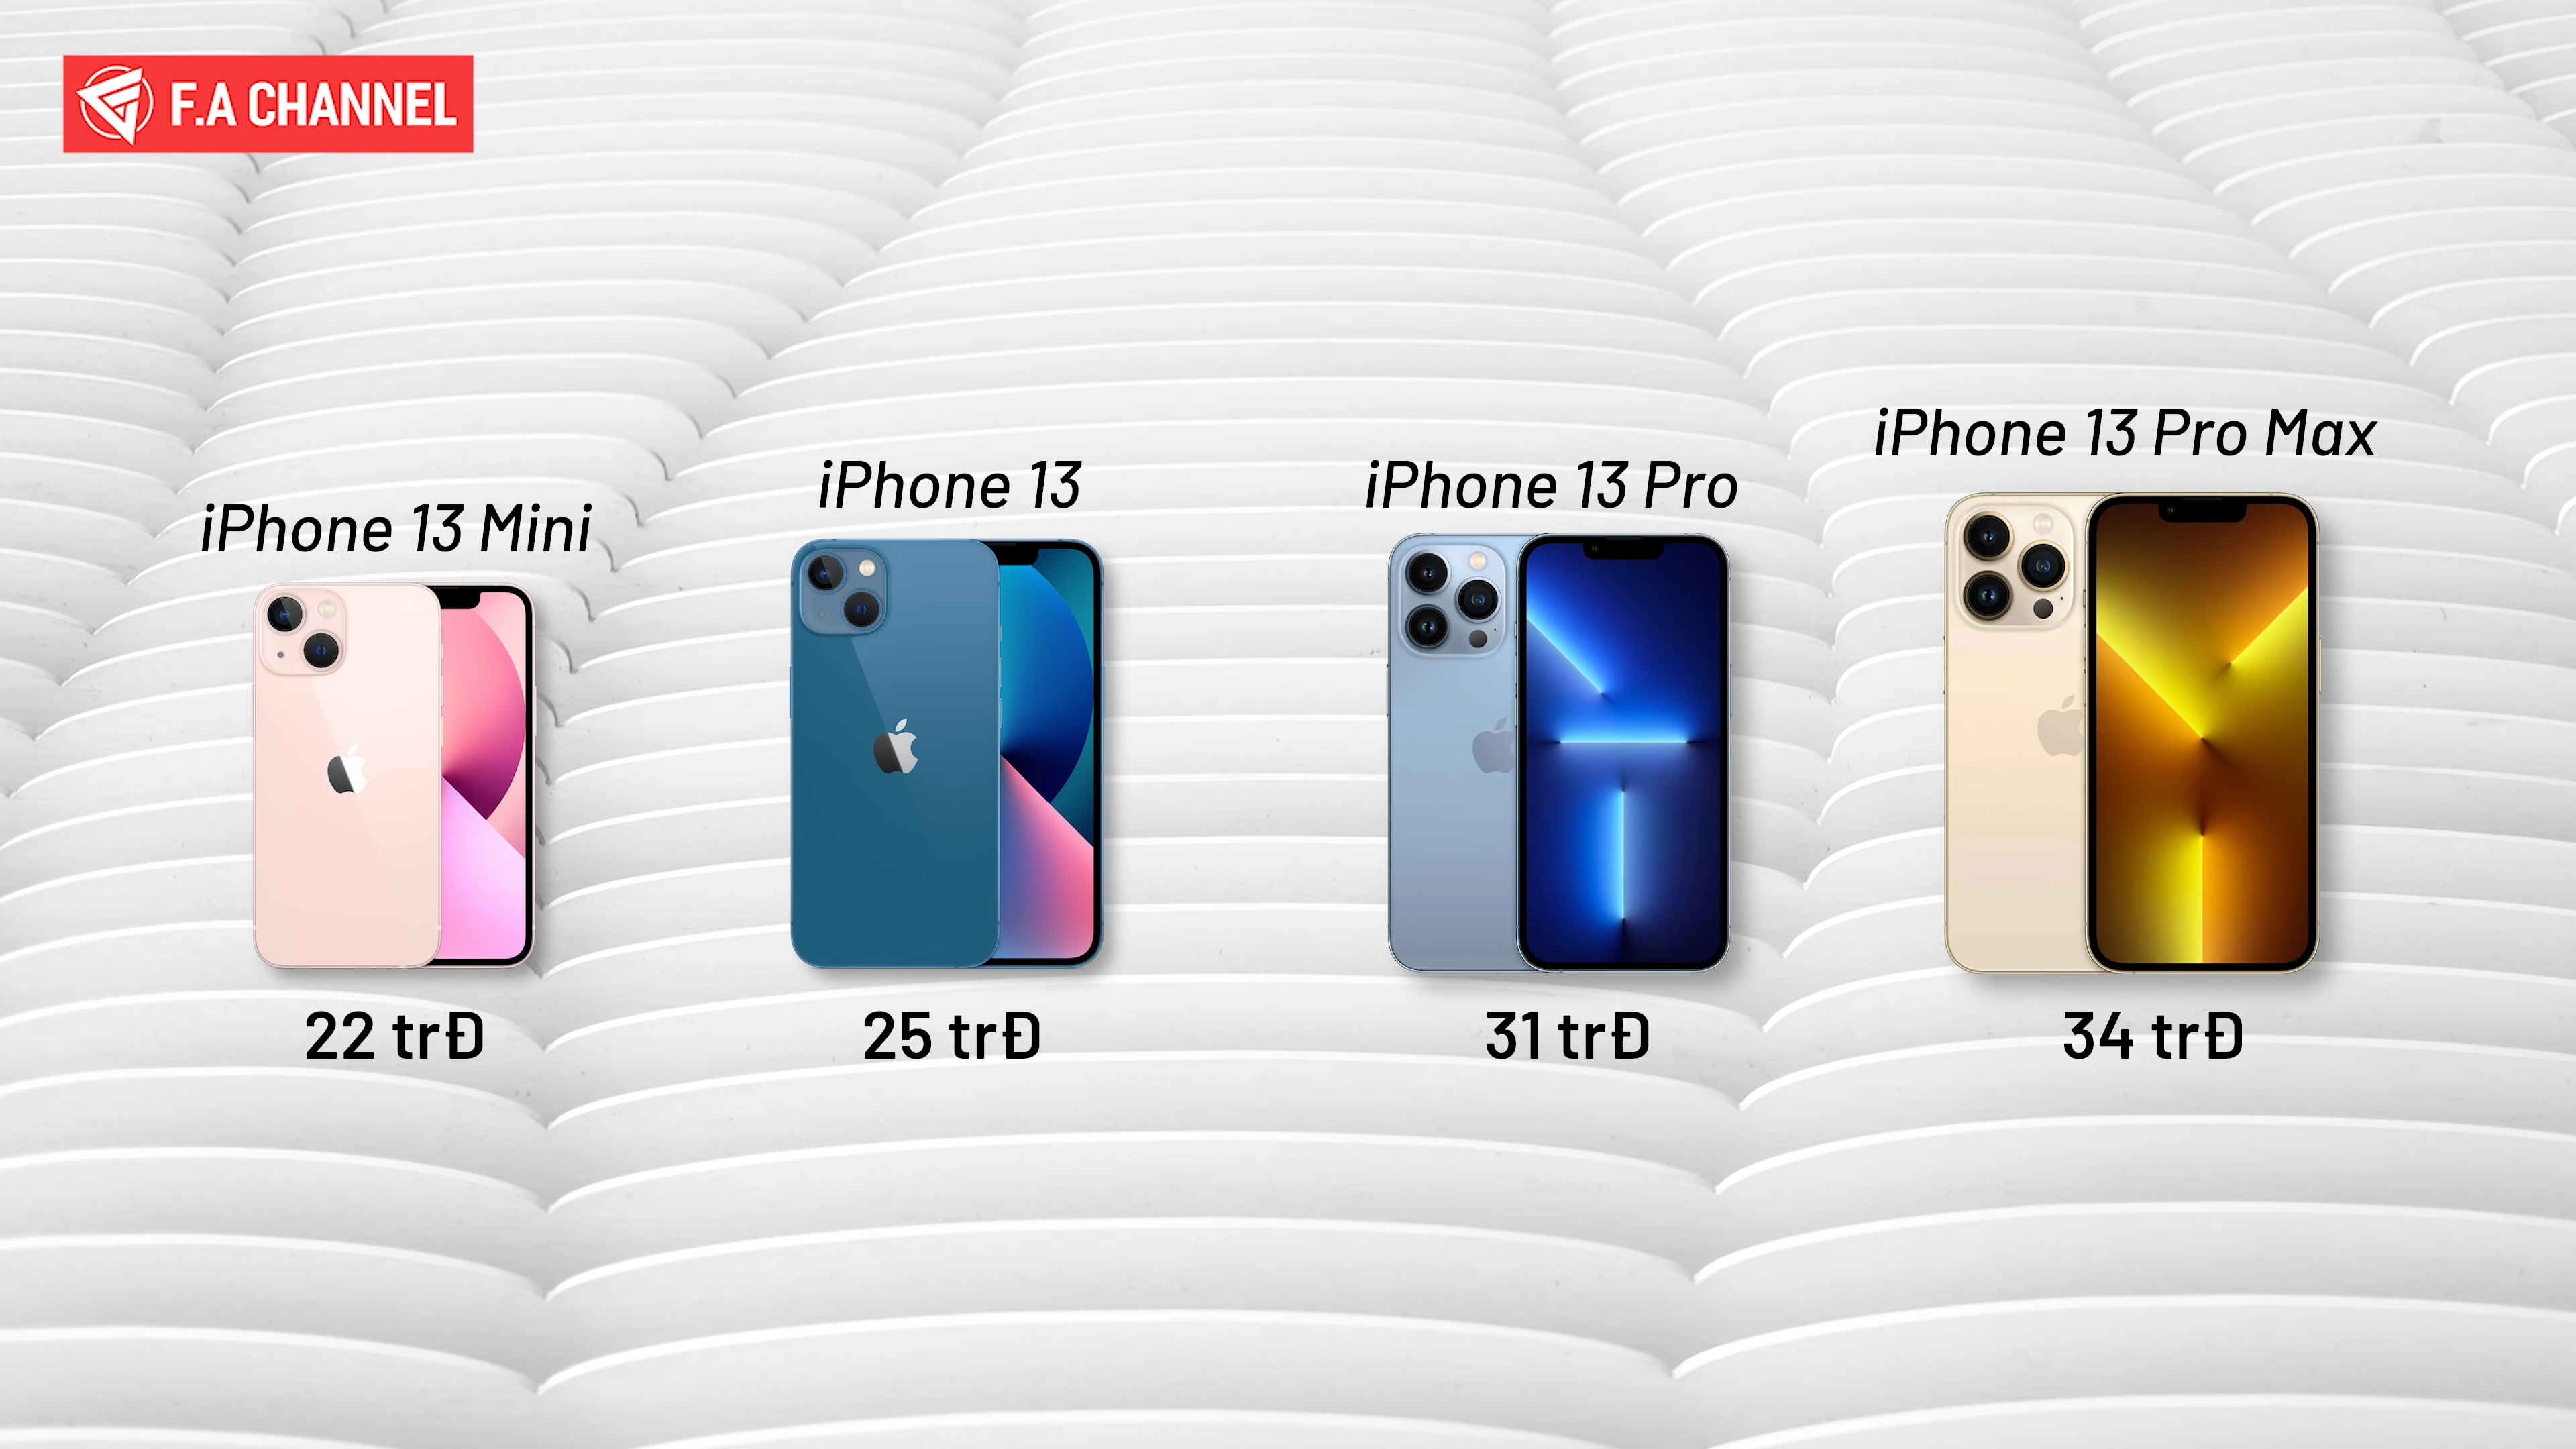 F.A CHANNEL
iPhone 13 Mini
iPhone 13
iPhone 13 Pro
iPhone 13 Pro Max
22 trĐ
25 trĐ
31 trĐ
34 trĐ